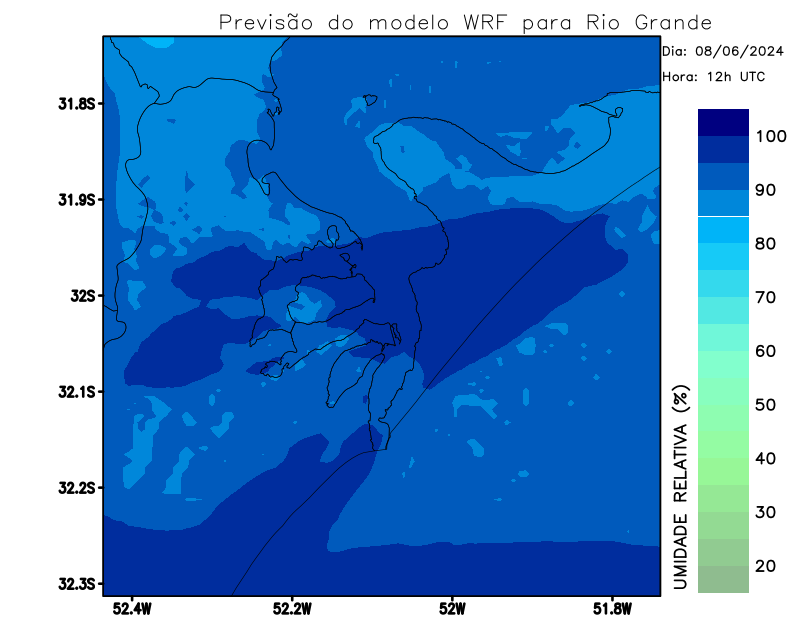 Previsão do modelo WRF para Rio Grande
Dia: 08/06/2024
Hora: 12h UTC
31.8S
31.9S
32S
32.1S
32.2S
32.3S
52.4W
52.2W
52W
51.8W
100
90
80
70
60
50
40
30
20
UMIDADE RELATIVA (%)